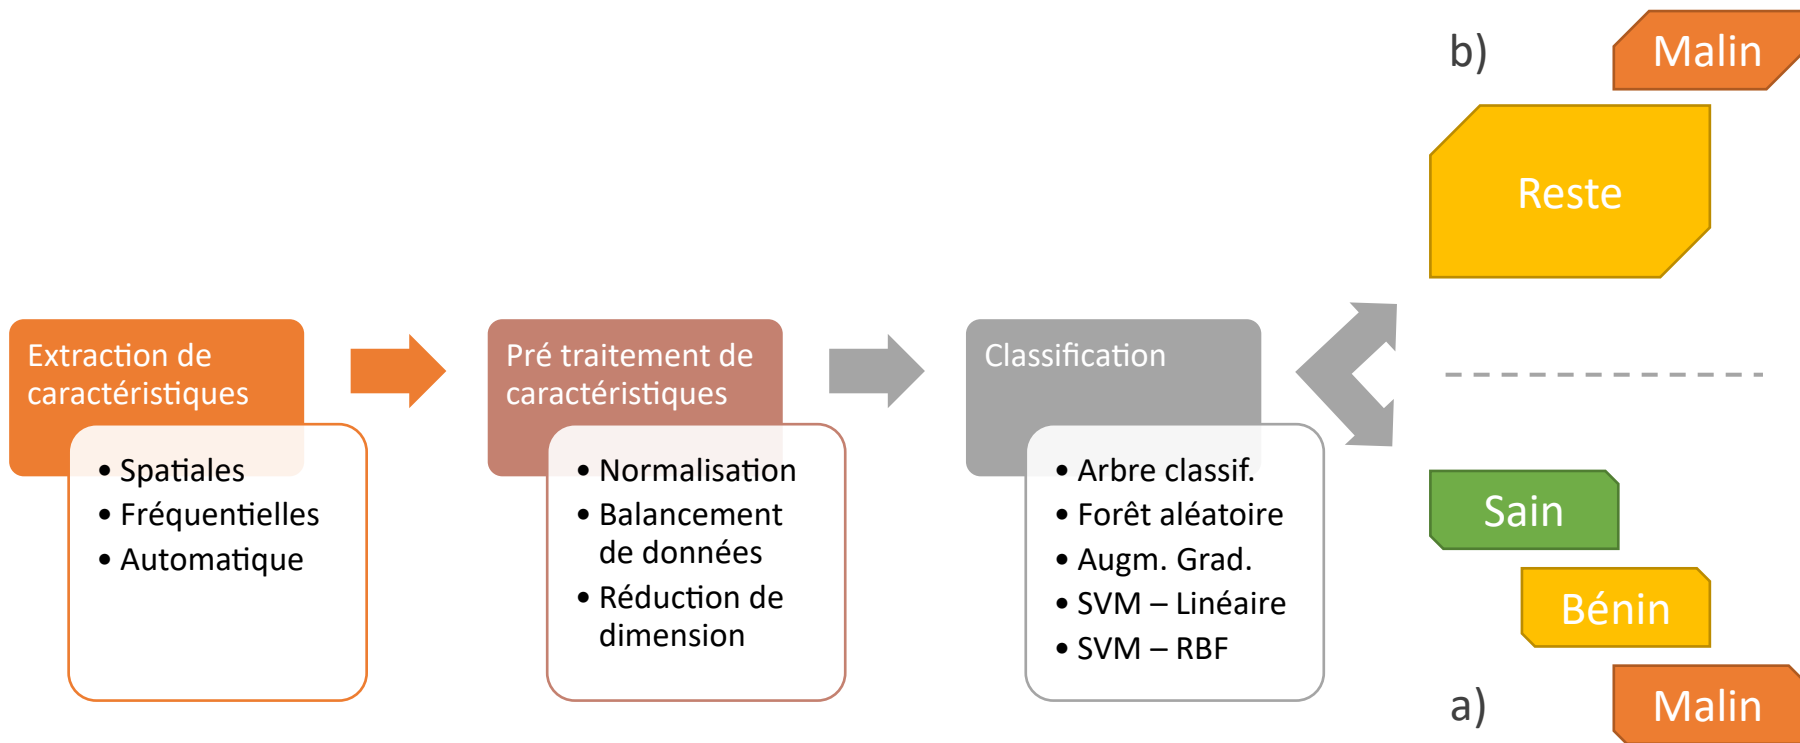 b)
Malin
Reste
Extraction de
caractéristiques
• Spatiales
• Fréquentielles
• Automatique
Pré traitement de
caractéristiques
• Normalisation
• Balancement
de données
• Réduction de
dimension
Classification
• Arbre classif.
• Forêt aléatoire
• Augm. Grad.
• SVM – Linéaire
• SVM – RBF
Sain
Bénin
a)
Malin